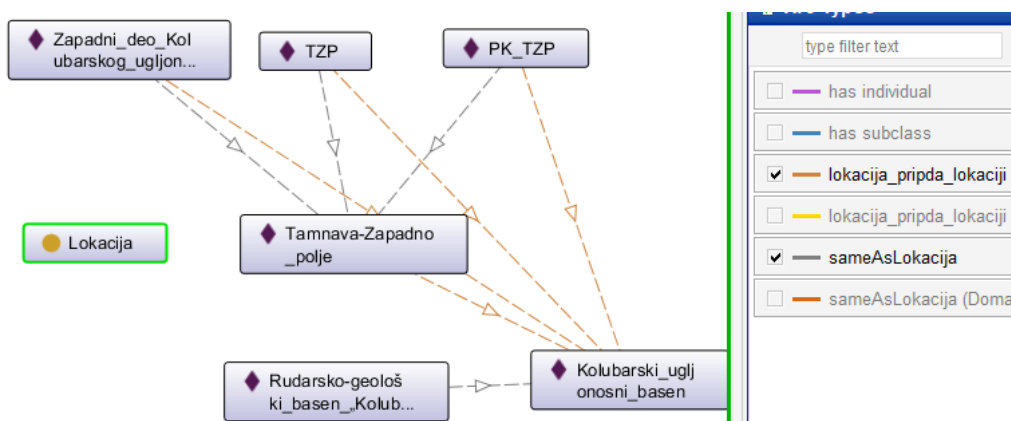 Zapadni_deo_Kol
ubarskog_ugljon...
TZP
PK_TZP
Lokacija
Tamnava-Zapadno
_polje
Rudarsko-geološ
ki_basen_„Kolub...
Kolubarski_uglj
onosni_basen
type filter text
has individual
has subclass
lokacija_pripda_lokaciji
lokacija_pripda_lokaciji
sameAsLokacija
sameAsLokacija (Doma